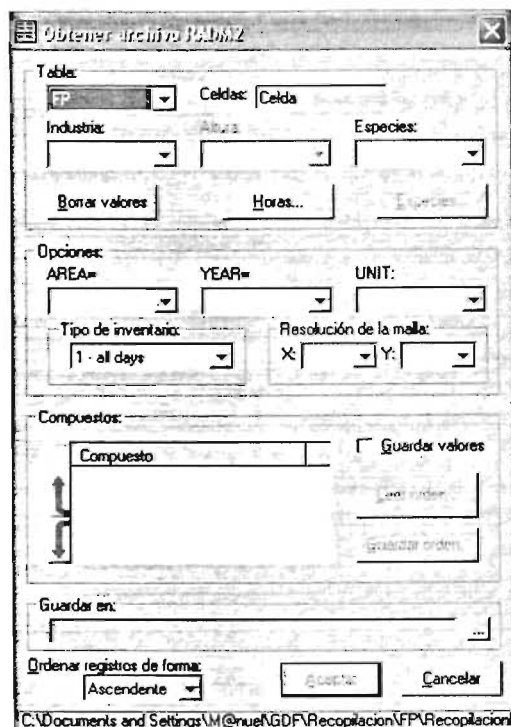 Obtener archivo RADM2
Tabla:
FP
Celdas: Celda
Industria: Altura Especies:
Borrar valores Horas... Especies...
Opciones:
AREA= YEAR= UNIT:
Tipo de inventario: Resolución de la malla:
1 - all days X: Y:
Compuestos:
Compuesto
Guardar valores
Leer orden...
Guardar orden...
Guardar en:
...
Ordenar registros de forma:
Ascendente
Aceptar Cancelar
C:\Documents and Settings\M@nuel\GDF\Recopilacion\FP\Recopilacion